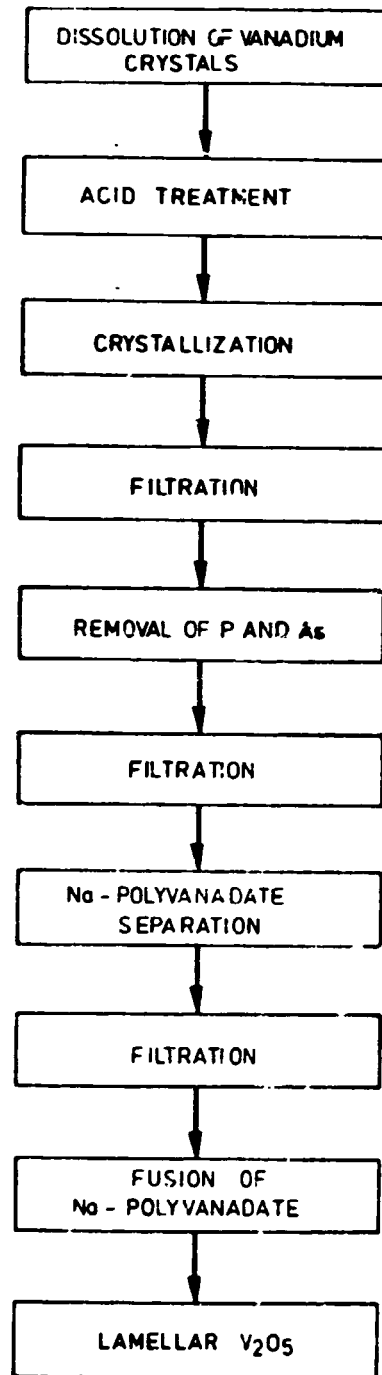 DISSOLUTION OF VANADIUM
CRYSTALS
ACID TREATMENT
CRYSTALLIZATION
FILTRATION
REMOVAL OF P AND As
FILTRATION
Na - POLYVANADATE
SEPARATION
FILTRATION
FUSION OF
Na - POLYVANADATE
LAMELLAR V₂O₅